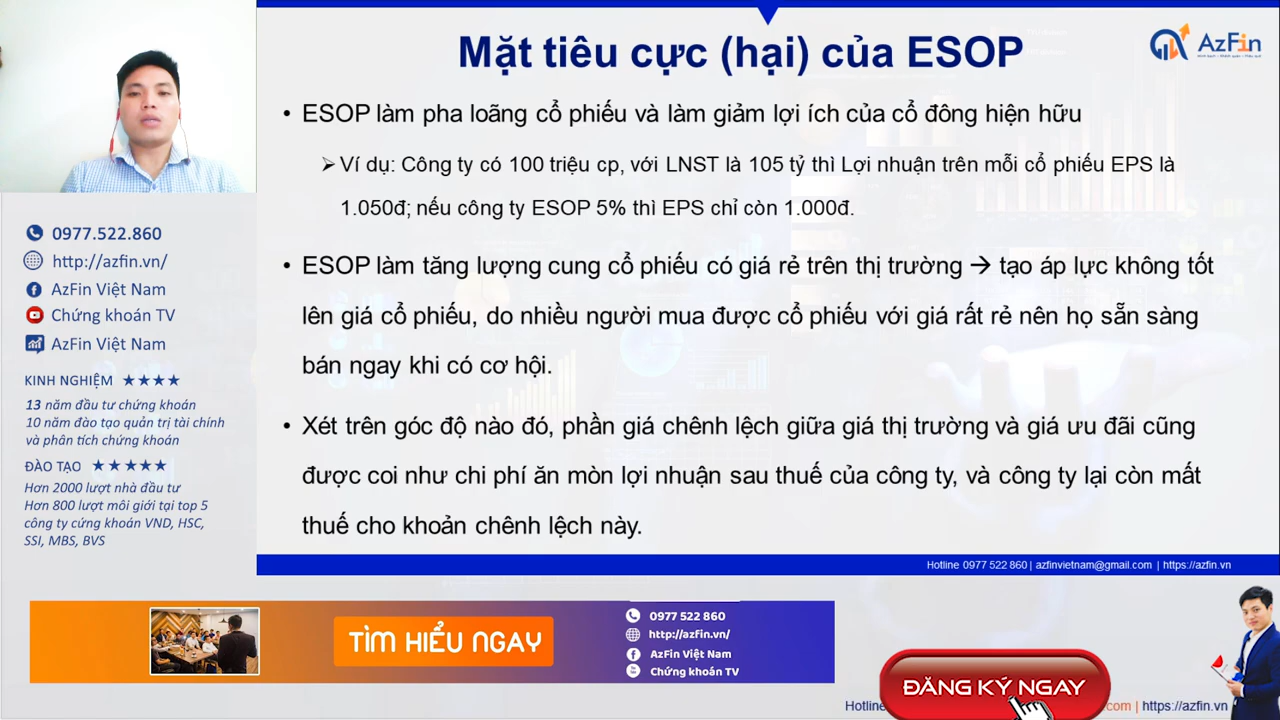 Mặt tiêu cực (hại) của ESOP
AzFin
• ESOP làm pha loãng cổ phiếu và làm giảm lợi ích của cổ đông hiện hữu
➢ Ví dụ: Công ty có 100 triệu cp, với LNST là 105 tỷ thì Lợi nhuận trên mỗi cổ phiếu EPS là
1.050đ; nếu công ty ESOP 5% thì EPS chỉ còn 1.000đ.
• ESOP làm tăng lượng cung cổ phiếu có giá rẻ trên thị trường → tạo áp lực không tốt
lên giá cổ phiếu, do nhiều người mua được cổ phiếu với giá rất rẻ nên họ sẵn sàng
bán ngay khi có cơ hội.
• Xét trên góc độ nào đó, phần giá chênh lệch giữa giá thị trường và giá ưu đãi cũng
được coi như chi phí ăn mòn lợi nhuận sau thuế của công ty, và công ty lại còn mất
thuế cho khoản chênh lệch này.
Hotline 0977 522 860 | azfinvietnam@gmail.com | https://azfin.vn
0977.522.860
http://azfin.vn/
AzFin Việt Nam
Chứng khoán TV
AzFin Việt Nam
KINH NGHIỆM ★★★★
13 năm đầu tư chứng khoán
10 năm đào tạo quản trị tài chính
và phân tích chứng khoán
ĐÀO TẠO ★★★★★
Hơn 2000 lượt nhà đầu tư
Hơn 800 lượt môi giới tại top 5
công ty cứng khoán VND, HSC,
SSI, MBS, BVS
TÌM HIỂU NGAY
0977 522 860
http://azfin.vn/
AzFin Việt Nam
Chứng khoán TV
ĐĂNG KÝ NGAY
Hotline
com | https://azfin.vn